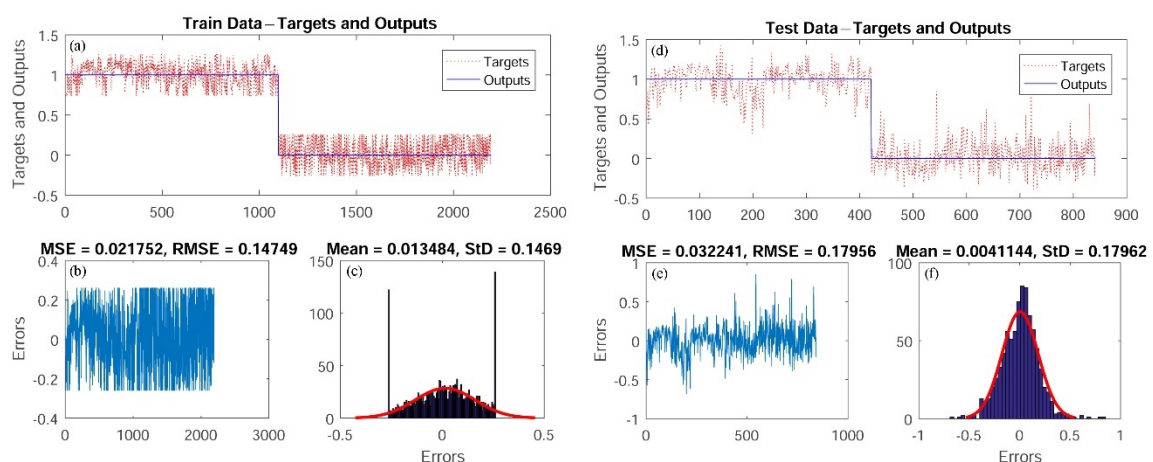 Train Data–Targets and Outputs
(a)
Targets
Outputs
Targets and Outputs
1.5
1
0.5
0
-0.5
0 500 1000 1500 2000 2500
MSE = 0.021752, RMSE = 0.14749
(b)
Errors
0.4
0.2
0
-0.2
-0.4
0 1000 2000 3000
Mean = 0.013484, StD = 0.1469
(c)
150
100
50
0
-0.5 0 0.5
Errors
Test Data–Targets and Outputs
(d)
Targets
Outputs
Targets and Outputs
1.5
1
0.5
0
-0.5
0 100 200 300 400 500 600 700 800 900
MSE = 0.032241, RMSE = 0.17956
(e)
Errors
1
0.5
0
-0.5
-1
0 500 1000
Mean = 0.0041144, StD = 0.17962
(f)
100
50
0
-1 -0.5 0 0.5 1
Errors